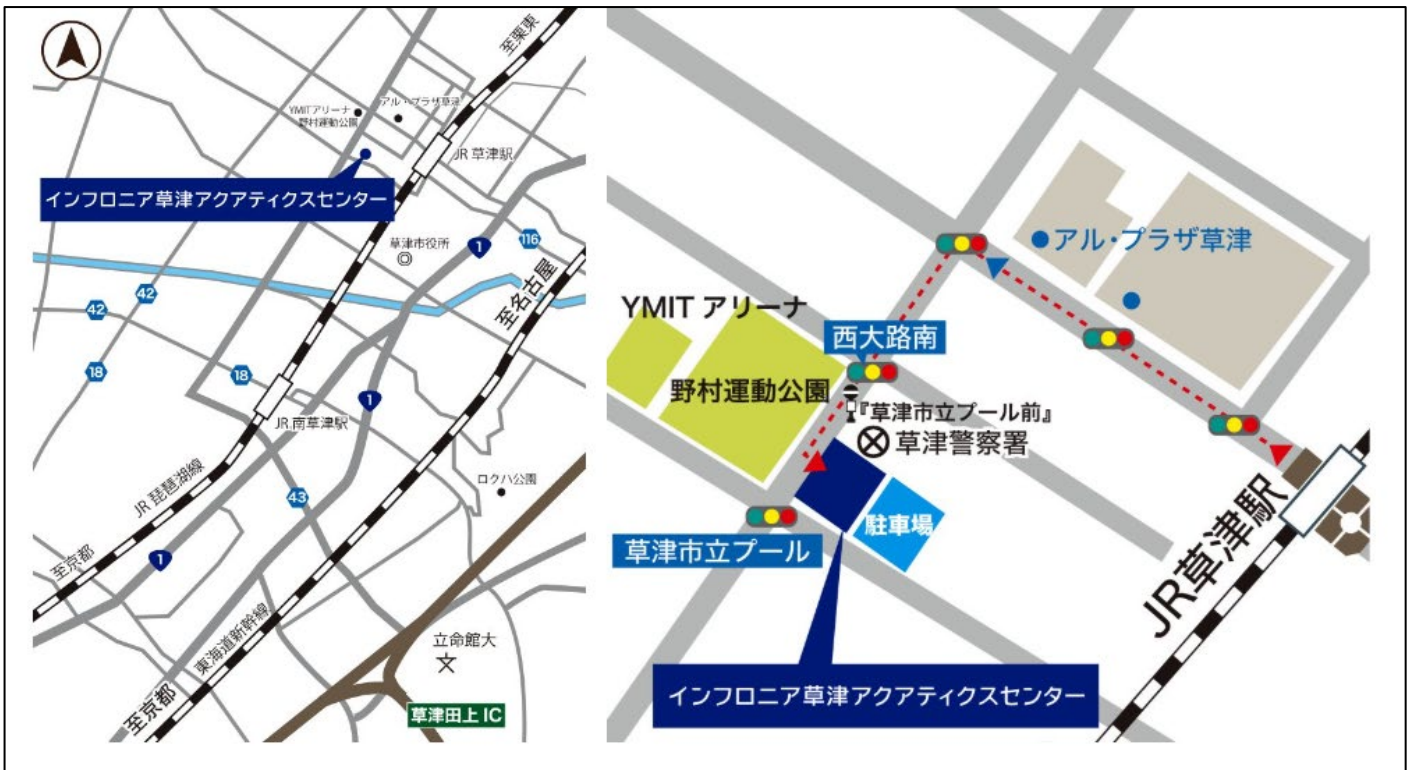 至栗東
YMITアリーナ
野村運動公園
アル・プラザ草津
JR 草津駅
インフロニア草津アクアティクスセンター
草津市役所
1
116
至名古屋
42
42
18
18
1
JR 南草津駅
ロクハ公園
JR 琵琶湖線
43
1
至京都
東海道新幹線
立命館大
文
至京都
草津田上 IC
アル・プラザ草津
YMIT アリーナ
西大路南
野村運動公園
『草津市立プール前』
草津警察署
駐車場
草津市立プール
JR草津駅
インフロニア草津アクアティクスセンター